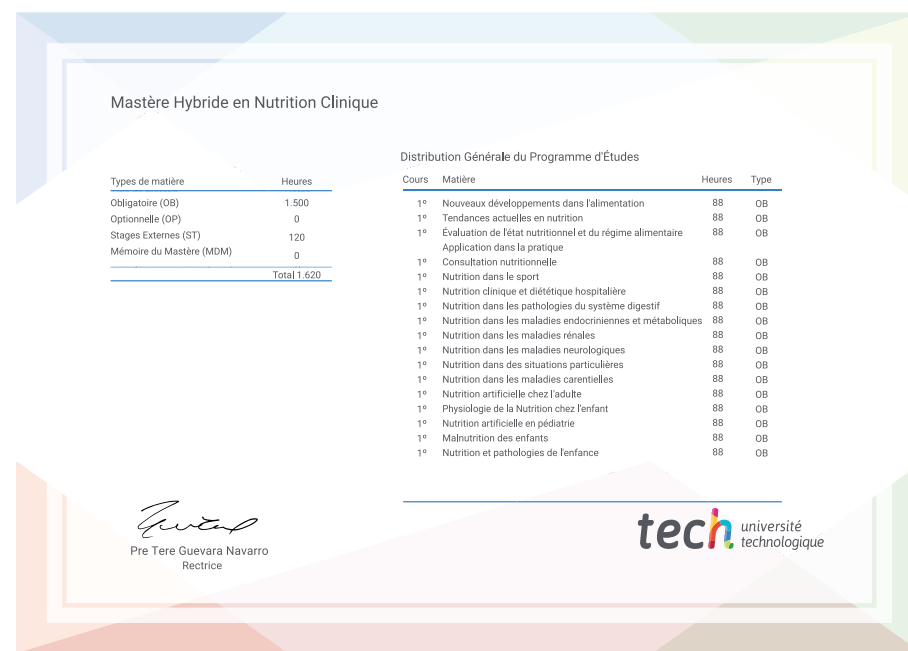 Mastère Hybride en Nutrition Clinique
Types de matière Heures
Obligatoire (OB) 1.500
Optionnelle (OP) 0
Stages Externes (ST) 120
Mémoire du Mastère (MDM) 0
Total 1.620
Distribution Générale du Programme d'Études
Cours Matière Heures Type
1º Nouveaux développements dans l'alimentation 88 OB
1º Tendances actuelles en nutrition 88 OB
1º Évaluation de l'état nutritionnel et du régime alimentaire 88 OB
Application dans la pratique
1º Consultation nutritionnelle 88 OB
1º Nutrition dans le sport 88 OB
1º Nutrition clinique et diététique hospitalière 88 OB
1º Nutrition dans les pathologies du système digestif 88 OB
1º Nutrition dans les maladies endocriniennes et métaboliques 88 OB
1º Nutrition dans les maladies rénales 88 OB
1º Nutrition dans les maladies neurologiques 88 OB
1º Nutrition dans des situations particulières 88 OB
1º Nutrition dans les maladies carentielles 88 OB
1º Nutrition artificielle chez l'adulte 88 OB
1º Physiologie de la Nutrition chez l'enfant 88 OB
1º Nutrition artificielle en pédiatrie 88 OB
1º Malnutrition des enfants 88 OB
1º Nutrition et pathologies de l'enfance 88 OB
Pre Tere Guevara Navarro
Rectrice
tech université
technologique